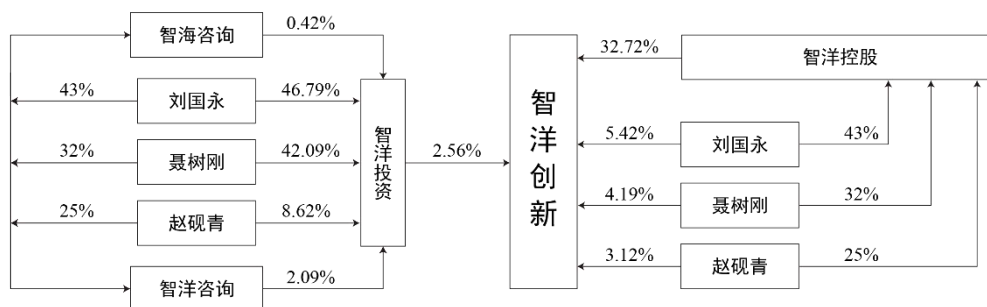 智海咨询
0.42%
43%
刘国永
46.79%
32%
聂树刚
42.09%
25%
赵砚青
8.62%
智洋咨询
2.09%
智洋投资
2.56%
智洋创新
32.72%
智洋控股
5.42%
刘国永
43%
4.19%
聂树刚
32%
3.12%
赵砚青
25%